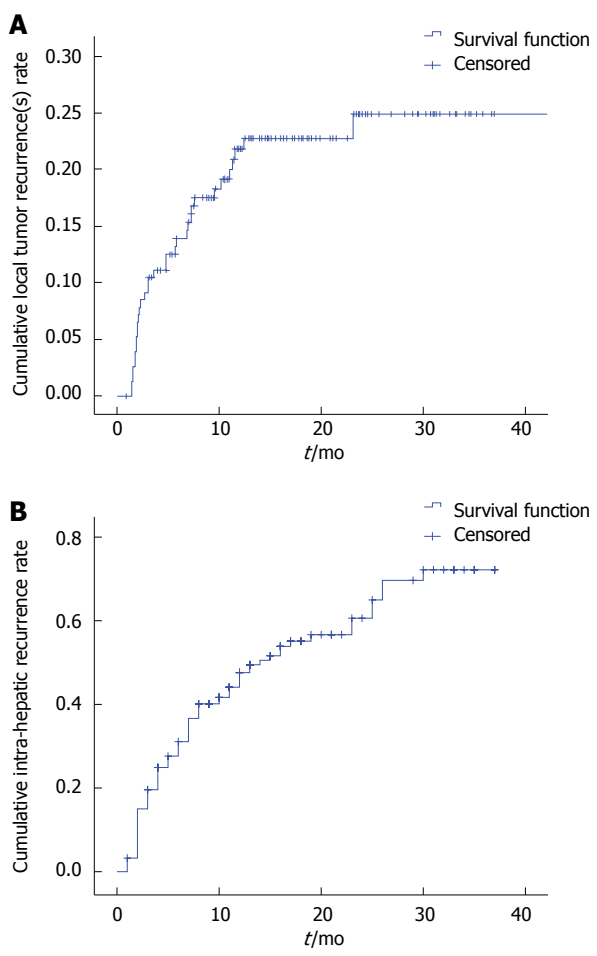 A
Cumulative local tumor recurrence(s) rate
0.30
0.25
0.20
0.15
0.10
0.05
0.00
Survival function
Censored
0 10 20 30 40
t/mo
B
Cumulative intra-hepatic recurrence rate
0.8
0.6
0.4
0.2
0.0
Survival function
Censored
0 10 20 30 40
t/mo